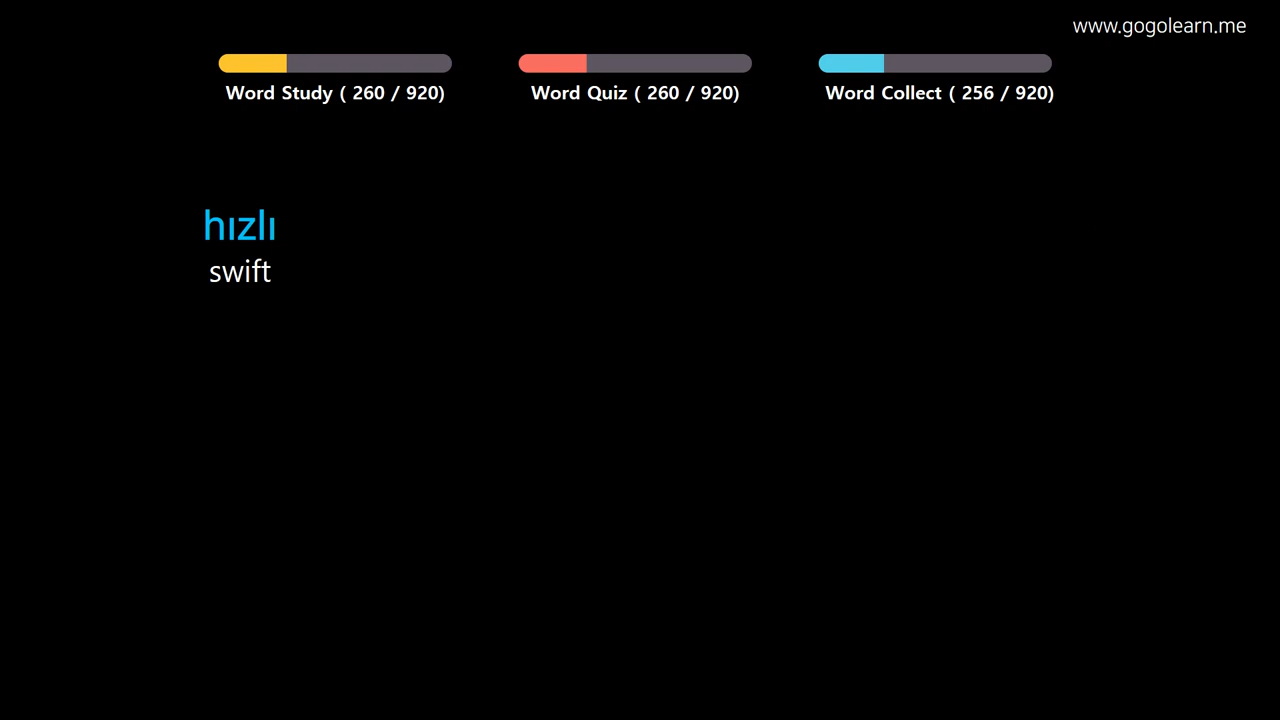 www.gogolearn.me
Word Study ( 260 / 920)
Word Quiz ( 260 / 920)
Word Collect ( 256 / 920)
hızlı
swift